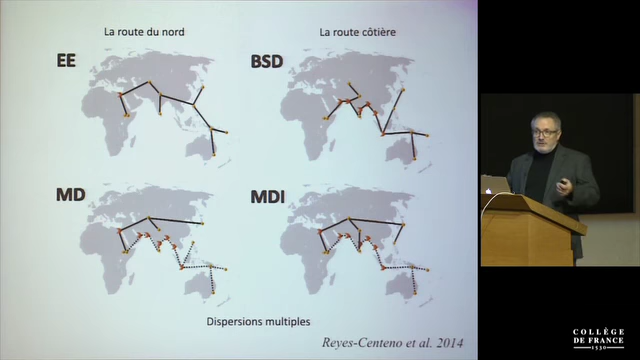 La route du nord
La route côtière
EE
BSD
MD
MDI
Dispersions multiples
Reyes-Centeno et al. 2014
COLLÈGE
DE FRANCE
1530